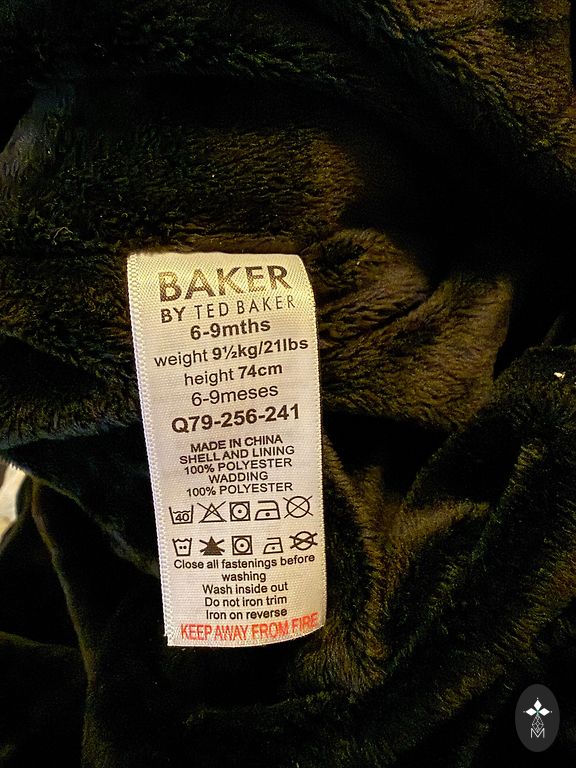 BAKER
BY TED BAKER
6-9mths
weight 9½kg/21lbs
height 74cm
6-9meses
Q79-256-241
MADE IN CHINA
SHELL AND LINING
100% POLYESTER
WADDING
100% POLYESTER
40
Close all fastenings before
washing
Wash inside out
Do not iron trim
Iron on reverse
KEEP AWAY FROM FIRE
M